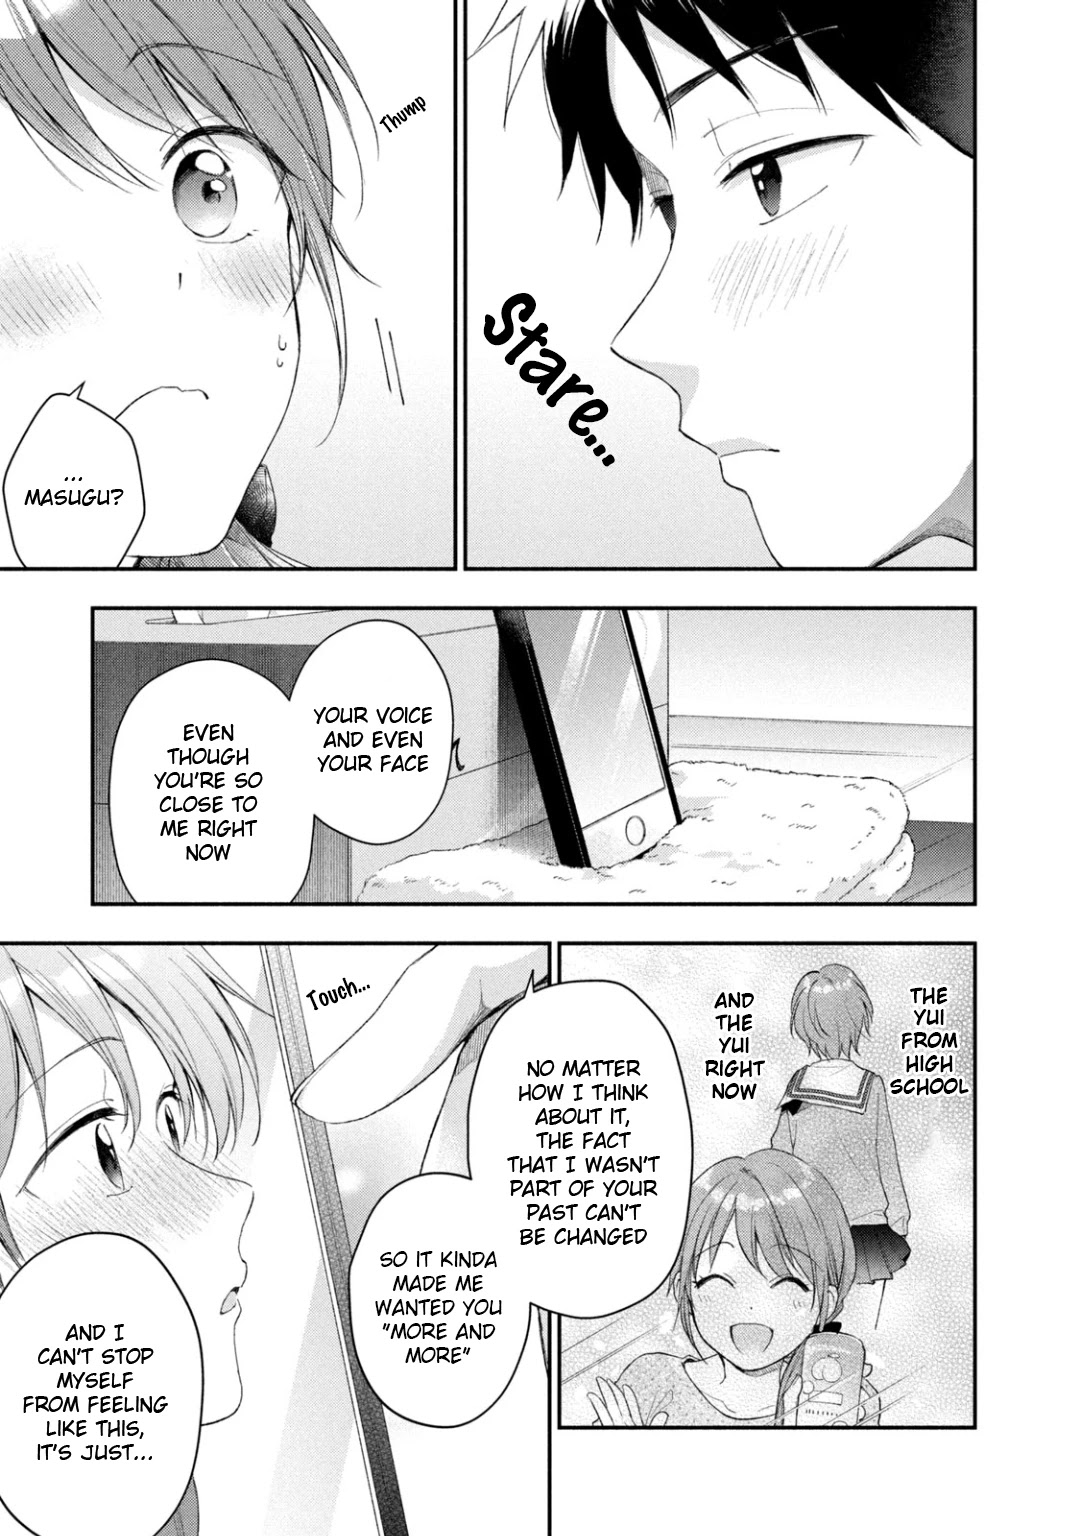 Stare...
Thump
...
MASUGU?
YOUR VOICE
AND EVEN
YOUR FACE
EVEN
THOUGH
YOU'RE SO
CLOSE TO
ME RIGHT
NOW
THE
YUI
FROM
HIGH
SCHOOL
AND
THE
YUI
RIGHT
NOW
NO MATTER
HOW I THINK
ABOUT IT,
THE FACT
THAT I WASN'T
PART OF YOUR
PAST CAN'T
BE CHANGED
SO IT KINDA
MADE ME
WANTED YOU
"MORE AND
MORE"
Touch...
AND I
CAN'T STOP
MYSELF
FROM FEELING
LIKE THIS,
IT'S JUST...